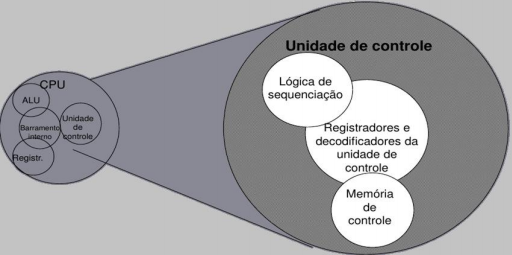 CPU
ALU
Barramento
interno
Unidade
de
controle
Registr.
Unidade de controle
Lógica de
sequenciação
Registradores e
decodificadores da
unidade de
controle
Memória
de
controle